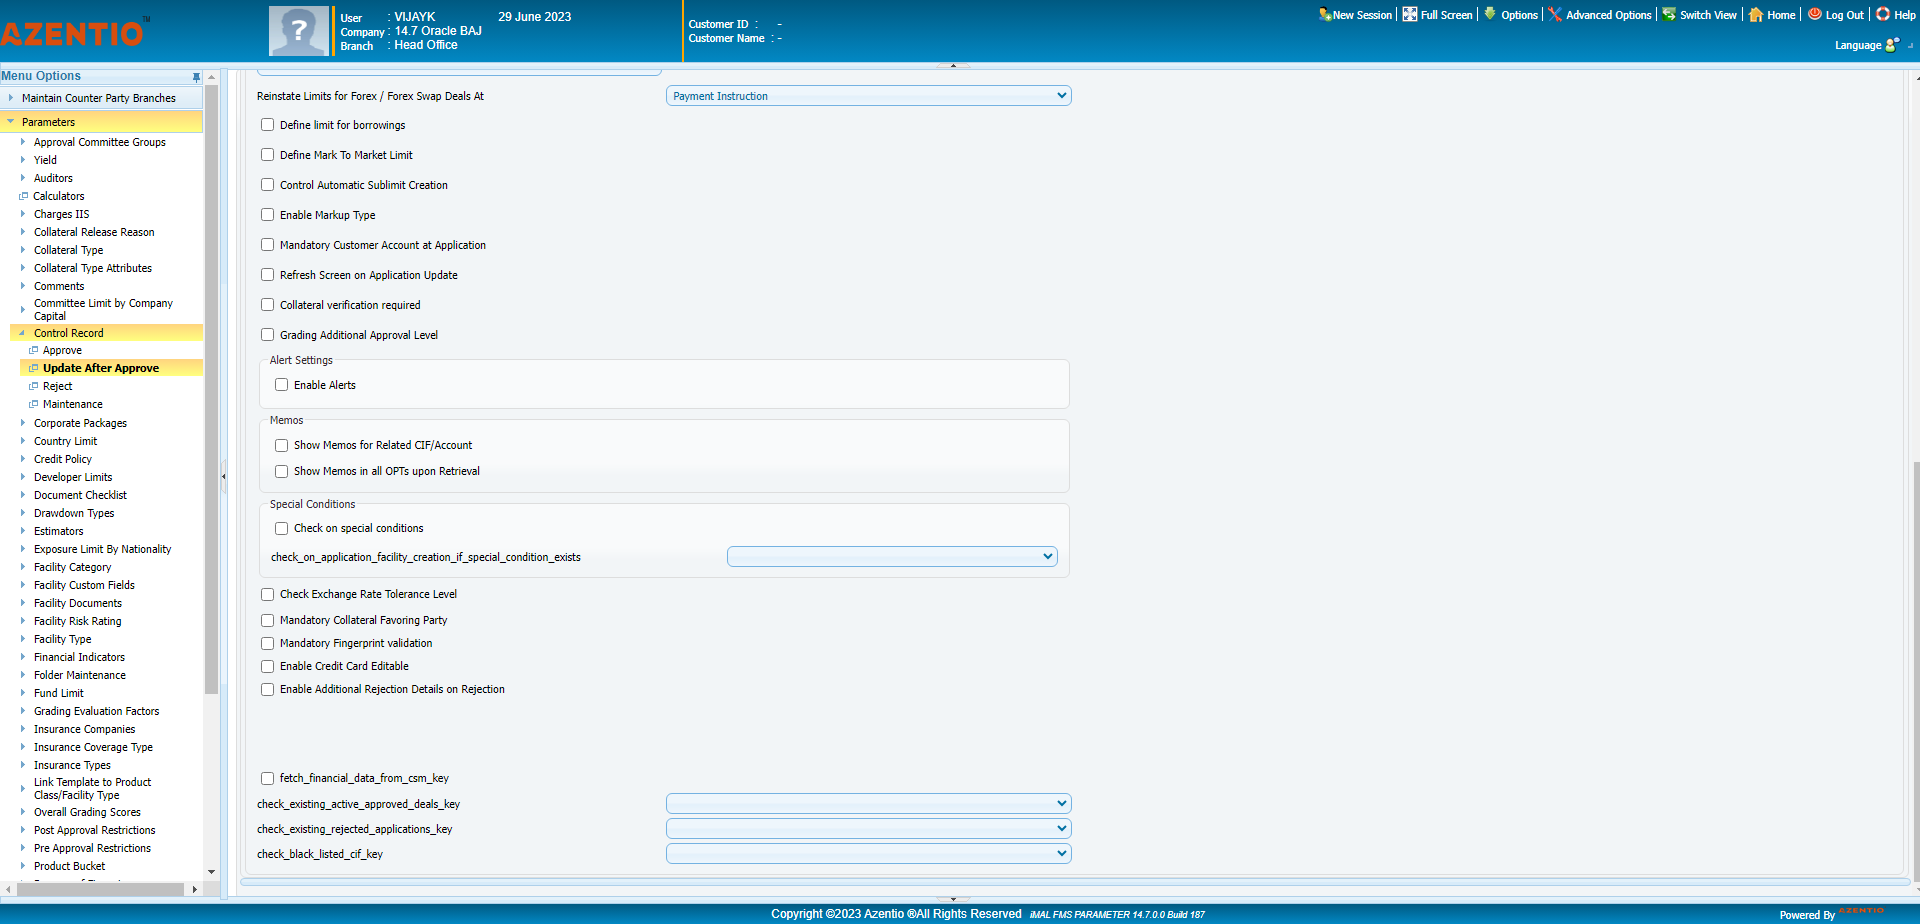 AZENTIO™
User : VIJAYK 29 June 2023
Company : 14.7 Oracle BAJ
Branch : Head Office
Customer ID : -
Customer Name : -
New Session Full Screen Options Advanced Options Switch View Home Log Out Help
Language
Menu Options
Maintain Counter Party Branches
Parameters
Approval Committee Groups
Yield
Auditors
Calculators
Charges IIS
Collateral Release Reason
Collateral Type
Collateral Type Attributes
Comments
Committee Limit by Company
Capital
Control Record
Approve
Update After Approve
Reject
Maintenance
Corporate Packages
Country Limit
Credit Policy
Developer Limits
Document Checklist
Drawdown Types
Estimators
Exposure Limit By Nationality
Facility Category
Facility Custom Fields
Facility Documents
Facility Risk Rating
Facility Type
Financial Indicators
Folder Maintenance
Fund Limit
Grading Evaluation Factors
Insurance Companies
Insurance Coverage Type
Insurance Types
Link Template to Product
Class/Facility Type
Overall Grading Scores
Post Approval Restrictions
Pre Approval Restrictions
Product Bucket
Reinstate Limits for Forex / Forex Swap Deals At Payment Instruction
Define limit for borrowings
Define Mark To Market Limit
Control Automatic Sublimit Creation
Enable Markup Type
Mandatory Customer Account at Application
Refresh Screen on Application Update
Collateral verification required
Grading Additional Approval Level
Alert Settings
Enable Alerts
Memos
Show Memos for Related CIF/Account
Show Memos in all OPTs upon Retrieval
Special Conditions
Check on special conditions
check_on_application_facility_creation_if_special_condition_exists
Check Exchange Rate Tolerance Level
Mandatory Collateral Favoring Party
Mandatory Fingerprint validation
Enable Credit Card Editable
Enable Additional Rejection Details on Rejection
fetch_financial_data_from_csm_key
check_existing_active_approved_deals_key
check_existing_rejected_applications_key
check_black_listed_cif_key
Copyright ©2023 Azentio ®All Rights Reserved iMAL FMS PARAMETER 14.7.0.0 Build 187
Powered By AZENTIO